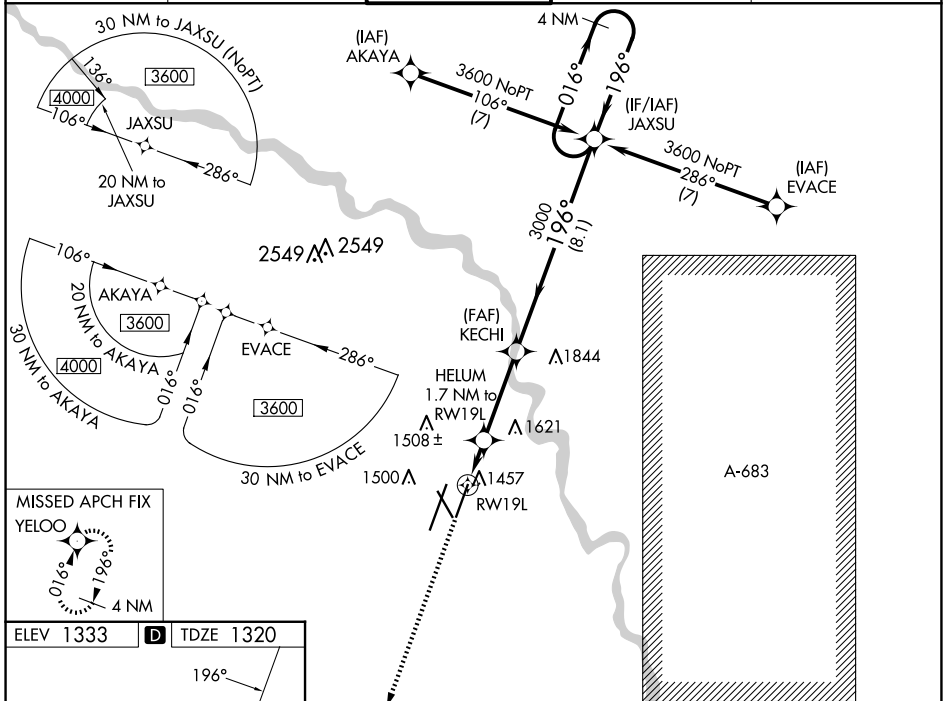 30 NM to JAXSU (NoPT)
136°
3600
4000
106°
JAXSU
286°
20 NM to
JAXSU
4 NM
(IAF)
AKAYA
3600 NoPT
106°
(7)
016°
196°
(IF/IAF)
JAXSU
3600 NoPT
286°
(7)
(IAF)
EVACE
3000
196°
(8.1)
2549
2549
106°
AKAYA
20 NM to AKAYA
3600
30 NM to AKAYA
4000
016°
016°
EVACE
286°
3600
30 NM to EVACE
(FAF)
KECHI
1844
HELUM
1.7 NM to
RW19L
1508 ±
1621
1500
1457
RW19L
A-683
MISSED APCH FIX
YELOO
016°
196°
4 NM
ELEV 1333
D
TDZE 1320
196°